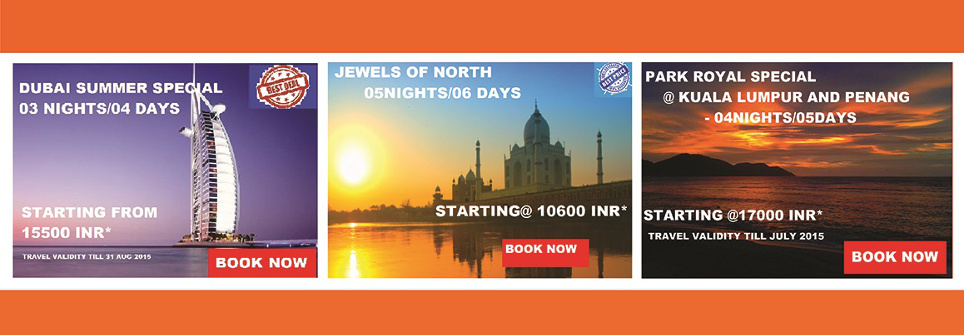 DUBAI SUMMER SPECIAL
03 NIGHTS/04 DAYS
BEST DEAL
STARTING FROM
15500 INR*
TRAVEL VALIDITY TILL 31 AUG 2015
BOOK NOW
JEWELS OF NORTH
05NIGHTS/06 DAYS
BEST PRICE
STARTING@ 10600 INR*
BOOK NOW
PARK ROYAL SPECIAL
@ KUALA LUMPUR AND PENANG
- 04NIGHTS/05DAYS
STARTING @17000 INR*
TRAVEL VALIDITY TILL JULY 2015
BOOK NOW